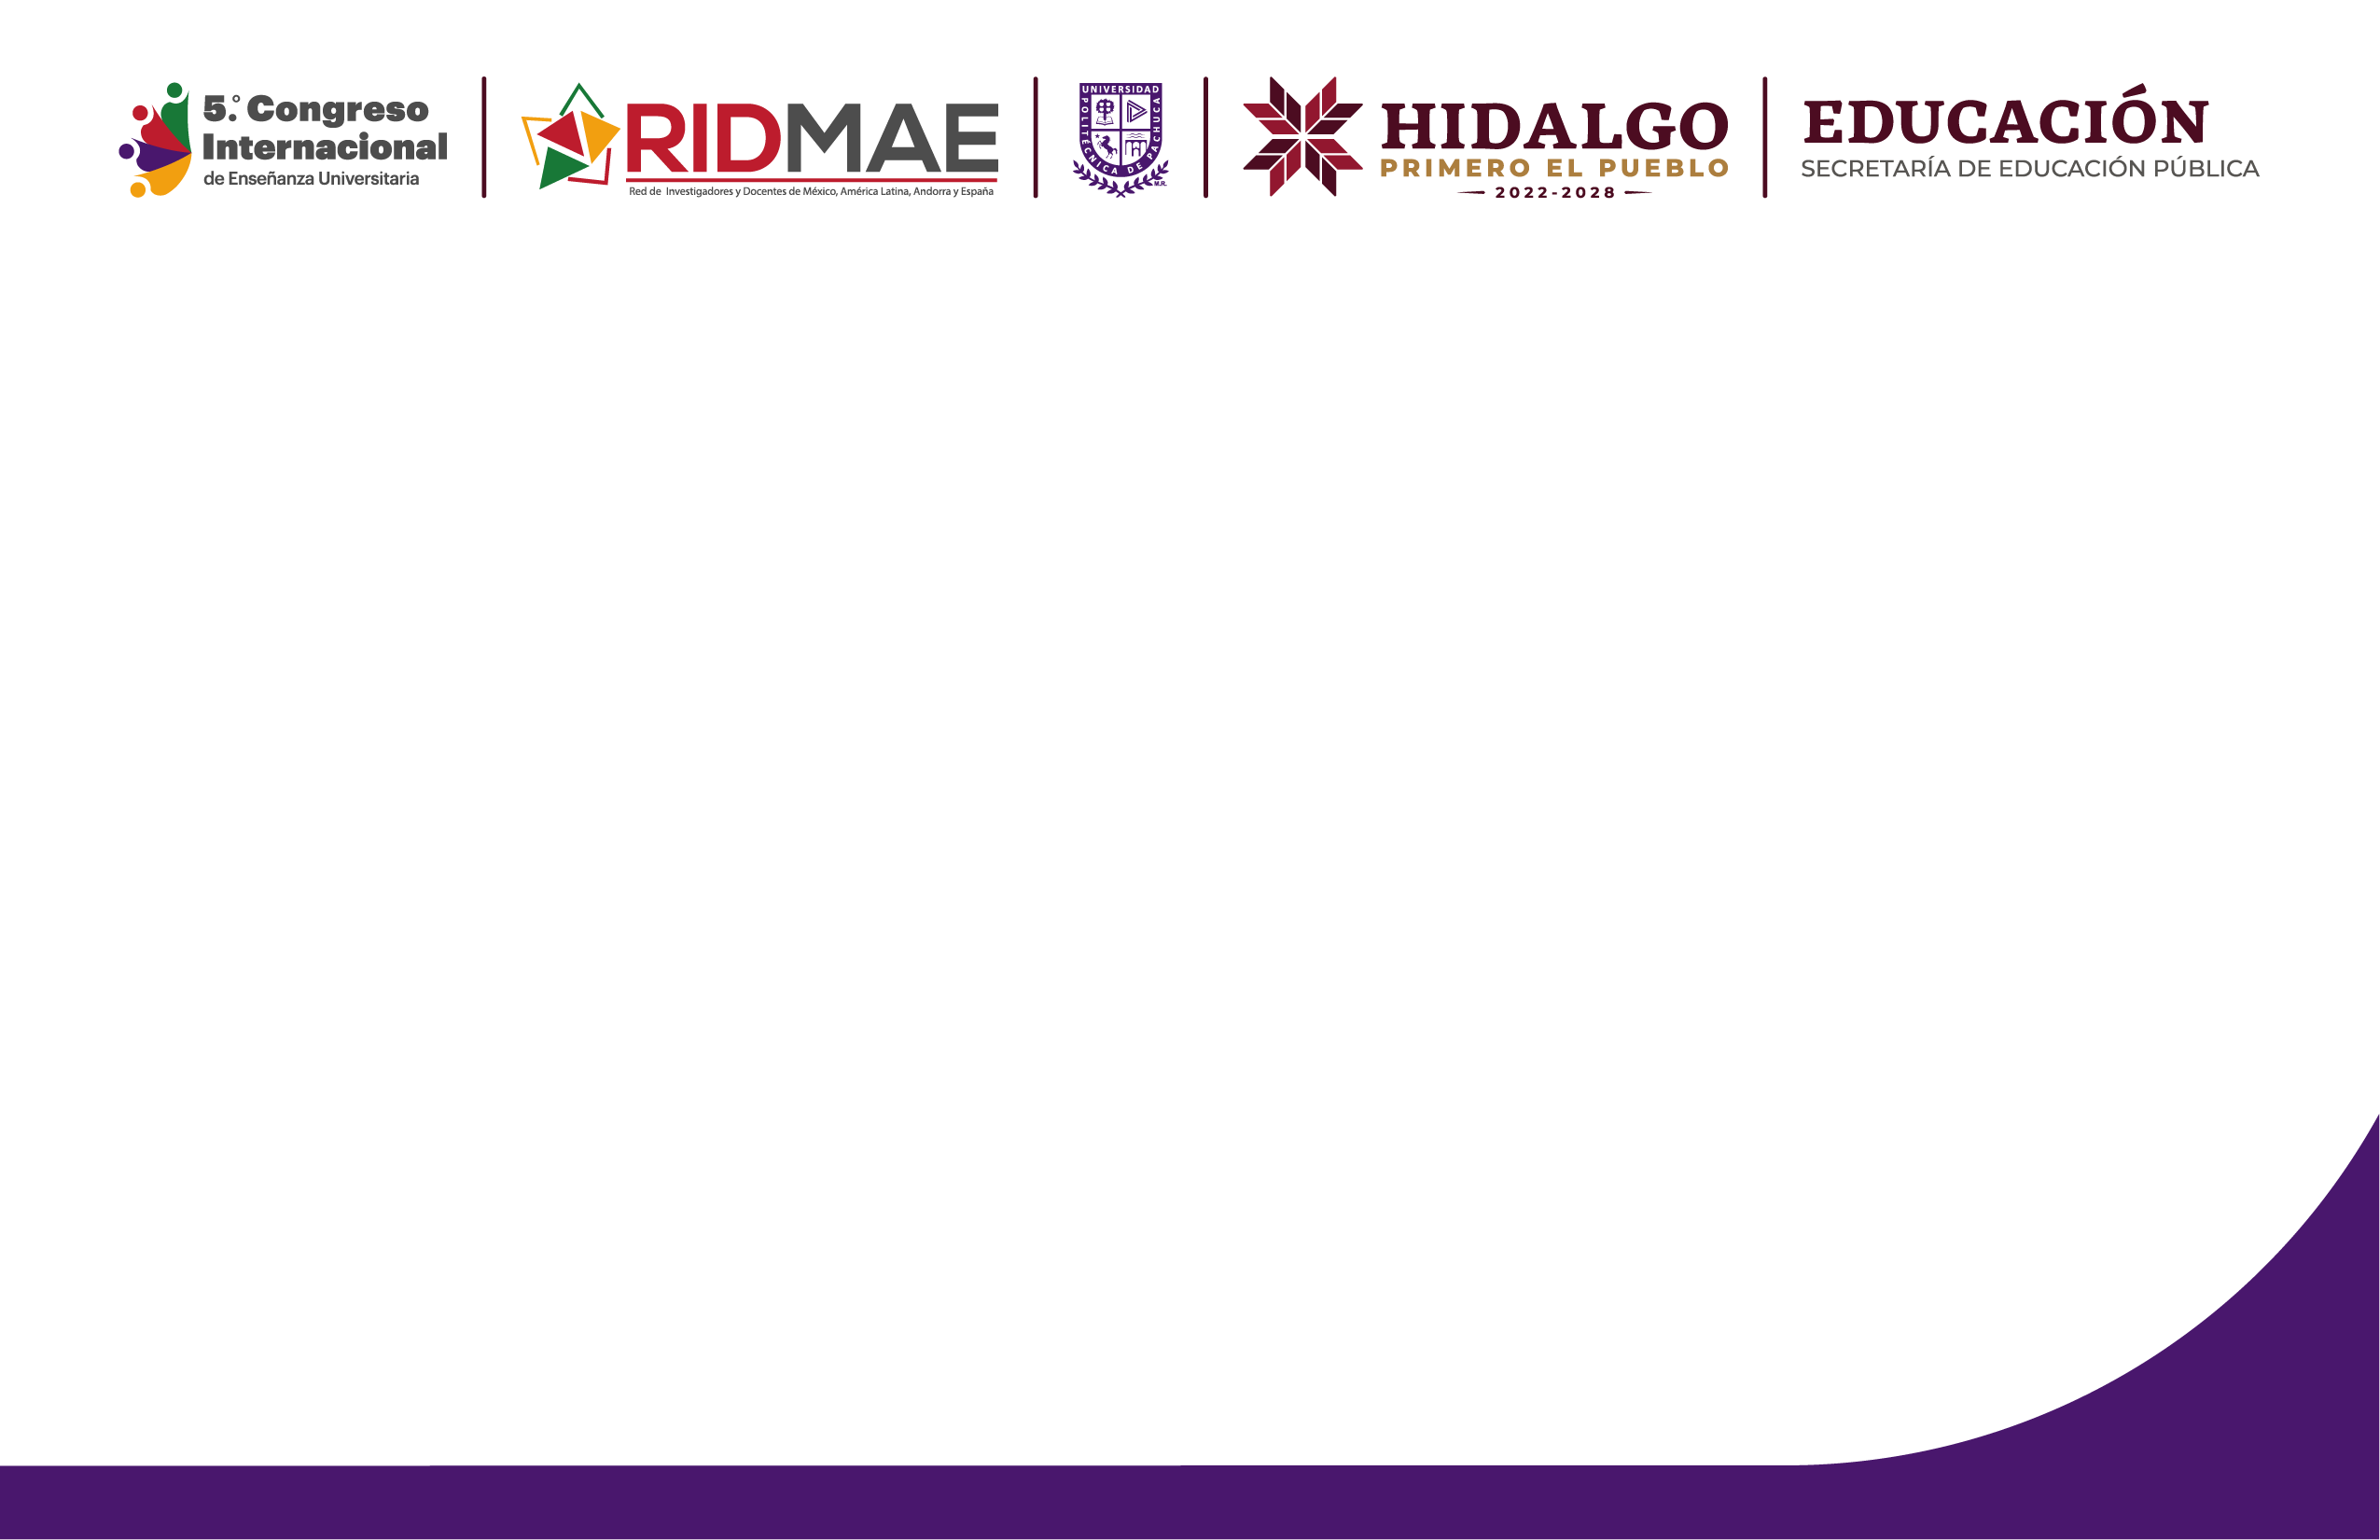 5.° Congreso
Internacional
de Enseñanza Universitaria
RIDMAE
Red de Investigadores y Docentes de México, América Latina, Andorra y España
UNIVERSIDAD
POLITÉCNICA DE PACHUCA
M.R.
HIDALGO
PRIMERO EL PUEBLO
2022-2028
EDUCACIÓN
SECRETARÍA DE EDUCACIÓN PÚBLICA